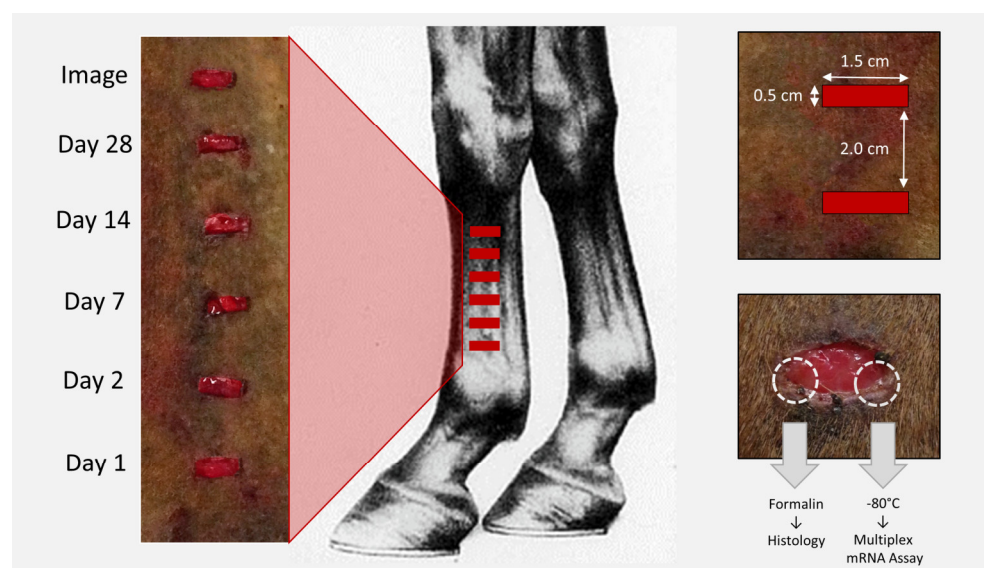 Image
Day 28
Day 14
Day 7
Day 2
Day 1
1.5 cm
0.5 cm
2.0 cm
Formalin
↓
Histology
-80°C
↓
Multiplex
mRNA Assay